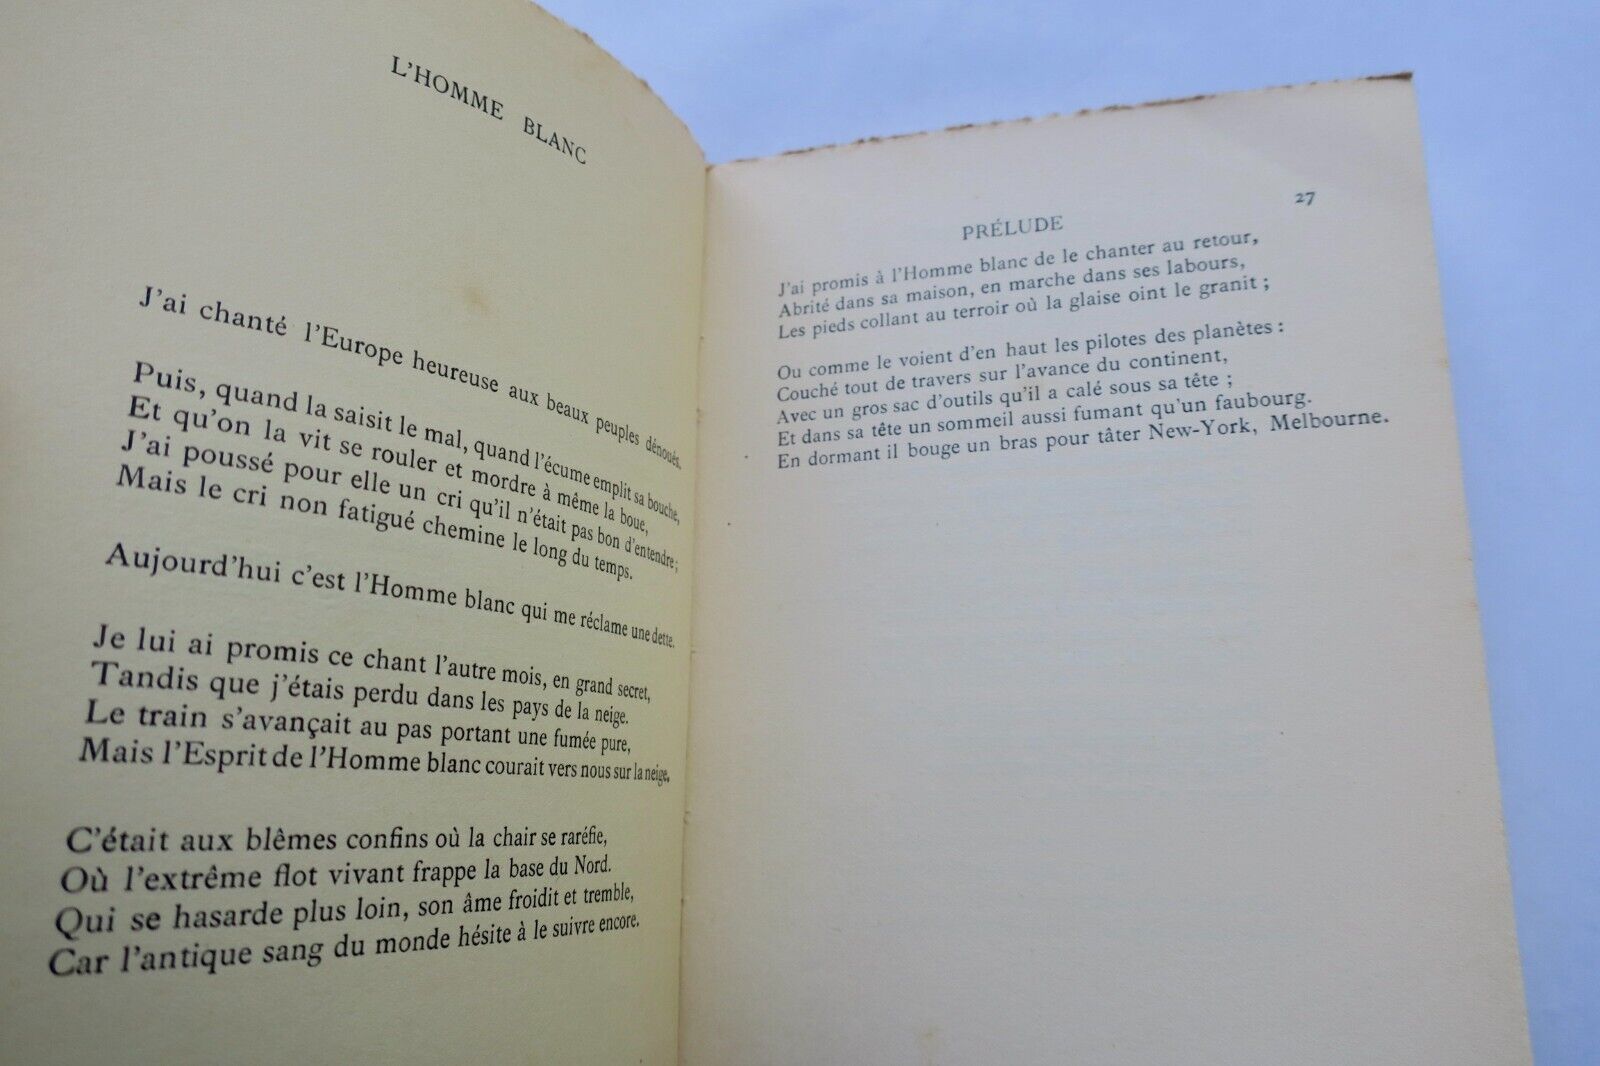 L'HOMME BLANC
J'ai chanté l'Europe heureuse aux beaux peuples dénoués.
Puis, quand la saisit le mal, quand l'écume emplit sa bouche,
Et qu'on la vit se rouler et mordre à même la boue,
J'ai poussé pour elle un cri qu'il n'était pas bon d'entendre ;
Mais le cri non fatigué chemine le long du temps.
Aujourd'hui c'est l'Homme blanc qui me réclame une dette.
Je lui ai promis ce chant l'autre mois, en grand secret,
Tandis que j'étais perdu dans les pays de la neige.
Le train s'avançait au pas portant une fumée pure,
Mais l'Esprit de l'Homme blanc courait vers nous sur la neige.
C'était aux blêmes confins où la chair se raréfie,
Où l'extrême flot vivant frappe la base du Nord.
Qui se hasarde plus loin, son âme froidit et tremble,
Car l'antique sang du monde hésite à le suivre encore.
PRÉLUDE
27
J'ai promis à l'Homme blanc de le chanter au retour,
Abrité dans sa maison, en marche dans ses labours,
Les pieds collant au terroir où la glaise oint le granit ;
Ou comme le voient d'en haut les pilotes des planètes :
Couché tout de travers sur l'avance du continent,
Avec un gros sac d'outils qu'il a calé sous sa tête ;
Et dans sa tête un sommeil aussi fumant qu'un faubourg.
En dormant il bouge un bras pour tâter New-York, Melbourne.